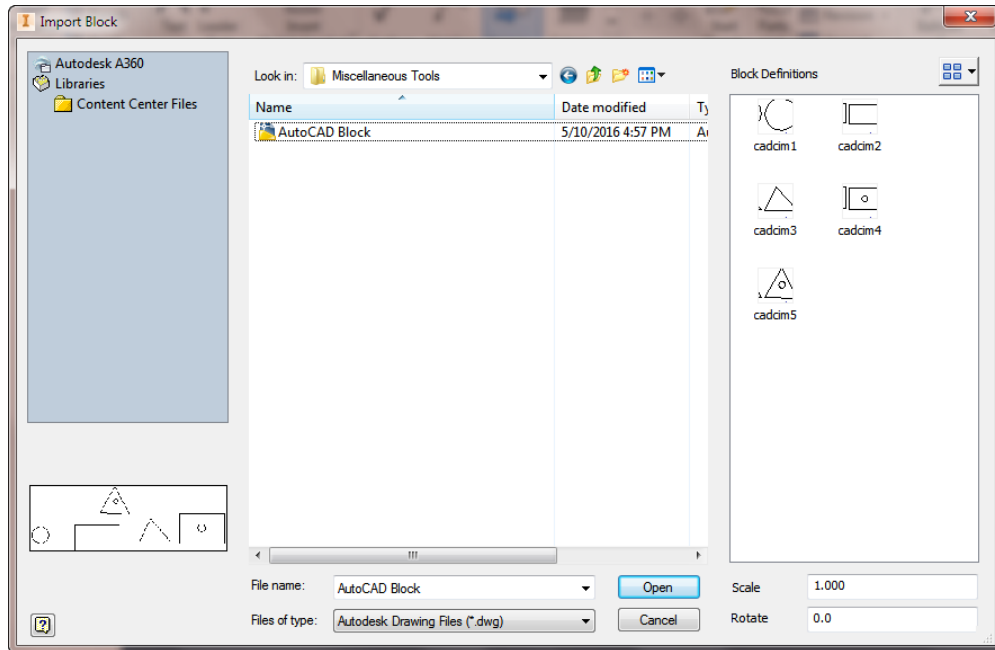 Import Block
Autodesk A360
Libraries
Content Center Files
Look in: Miscellaneous Tools
Name Date modified Ty
AutoCAD Block 5/10/2016 4:57 PM Au
Block Definitions
cadcim1 cadcim2
cadcim3 cadcim4
cadcim5
File name: AutoCAD Block Open
Files of type: Autodesk Drawing Files (*.dwg) Cancel
Scale 1.000
Rotate 0.0